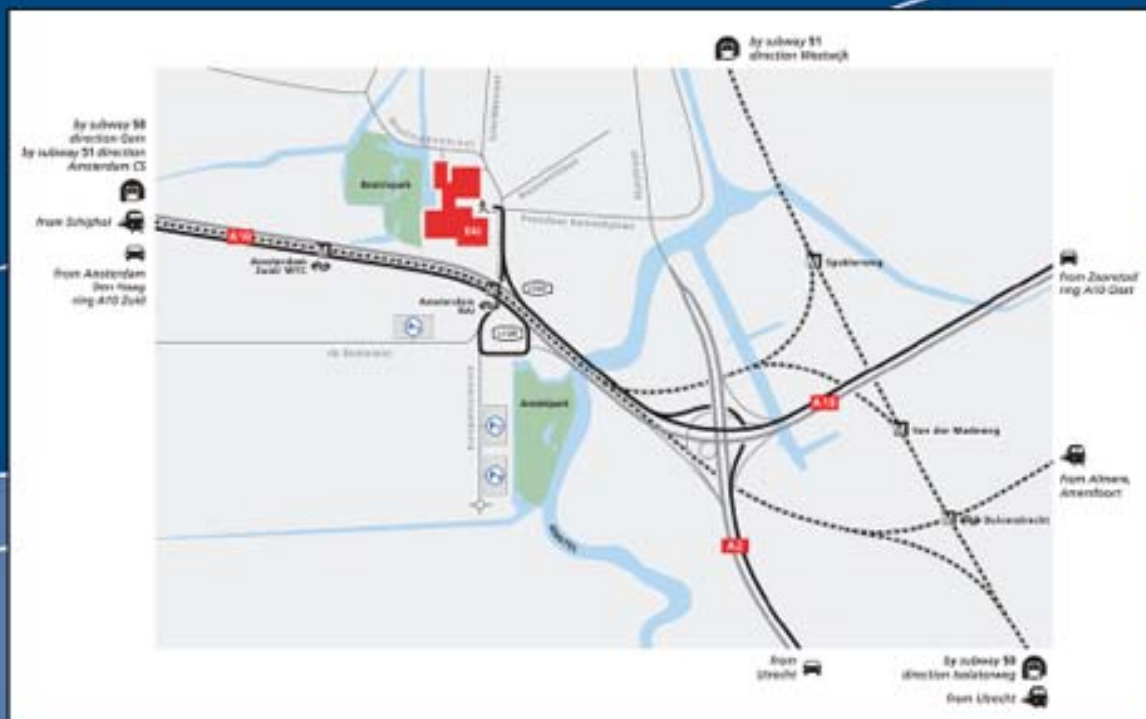 by subway 51
direction Westwijk
by subway 50
direction Gein
by subway 51 direction
Amsterdam CS
from Schiphol
from Amsterdam
Den Haag
ring A10 Zuid
Beatrixpark
RAI
A10
Amsterdam
Zuid WTC
Amsterdam
RAI
Amstelpark
Spaklerweg
from Zaanstad
ring A10 Oost
A10
Van der Madeweg
from Almere,
Amersfoort
Duivendrecht
A2
from
Utrecht
by subway 50
direction Isolatorweg
from Utrecht